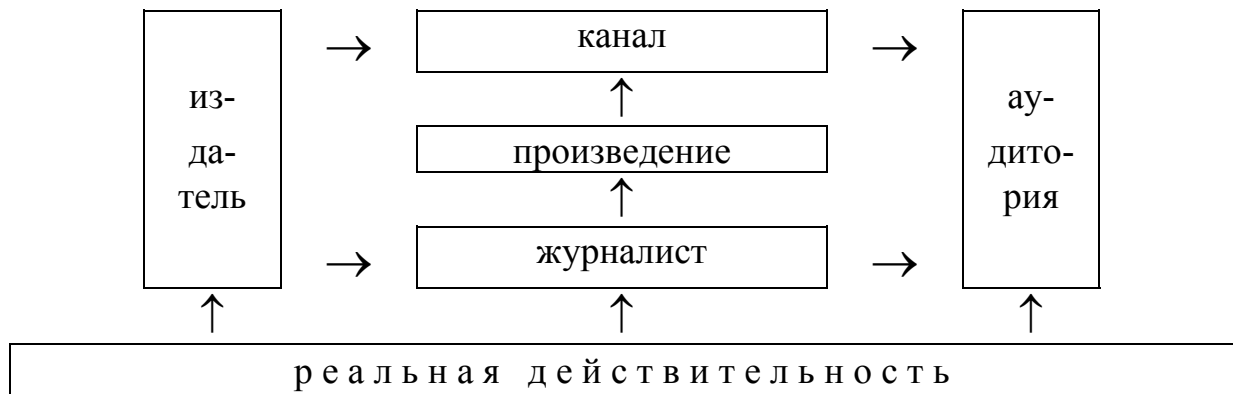 из-
да-
тель
→ канал →
↑
произведение
↑
→ журналист →
ау-
дито-
рия
↑ ↑ ↑
реальная действительность